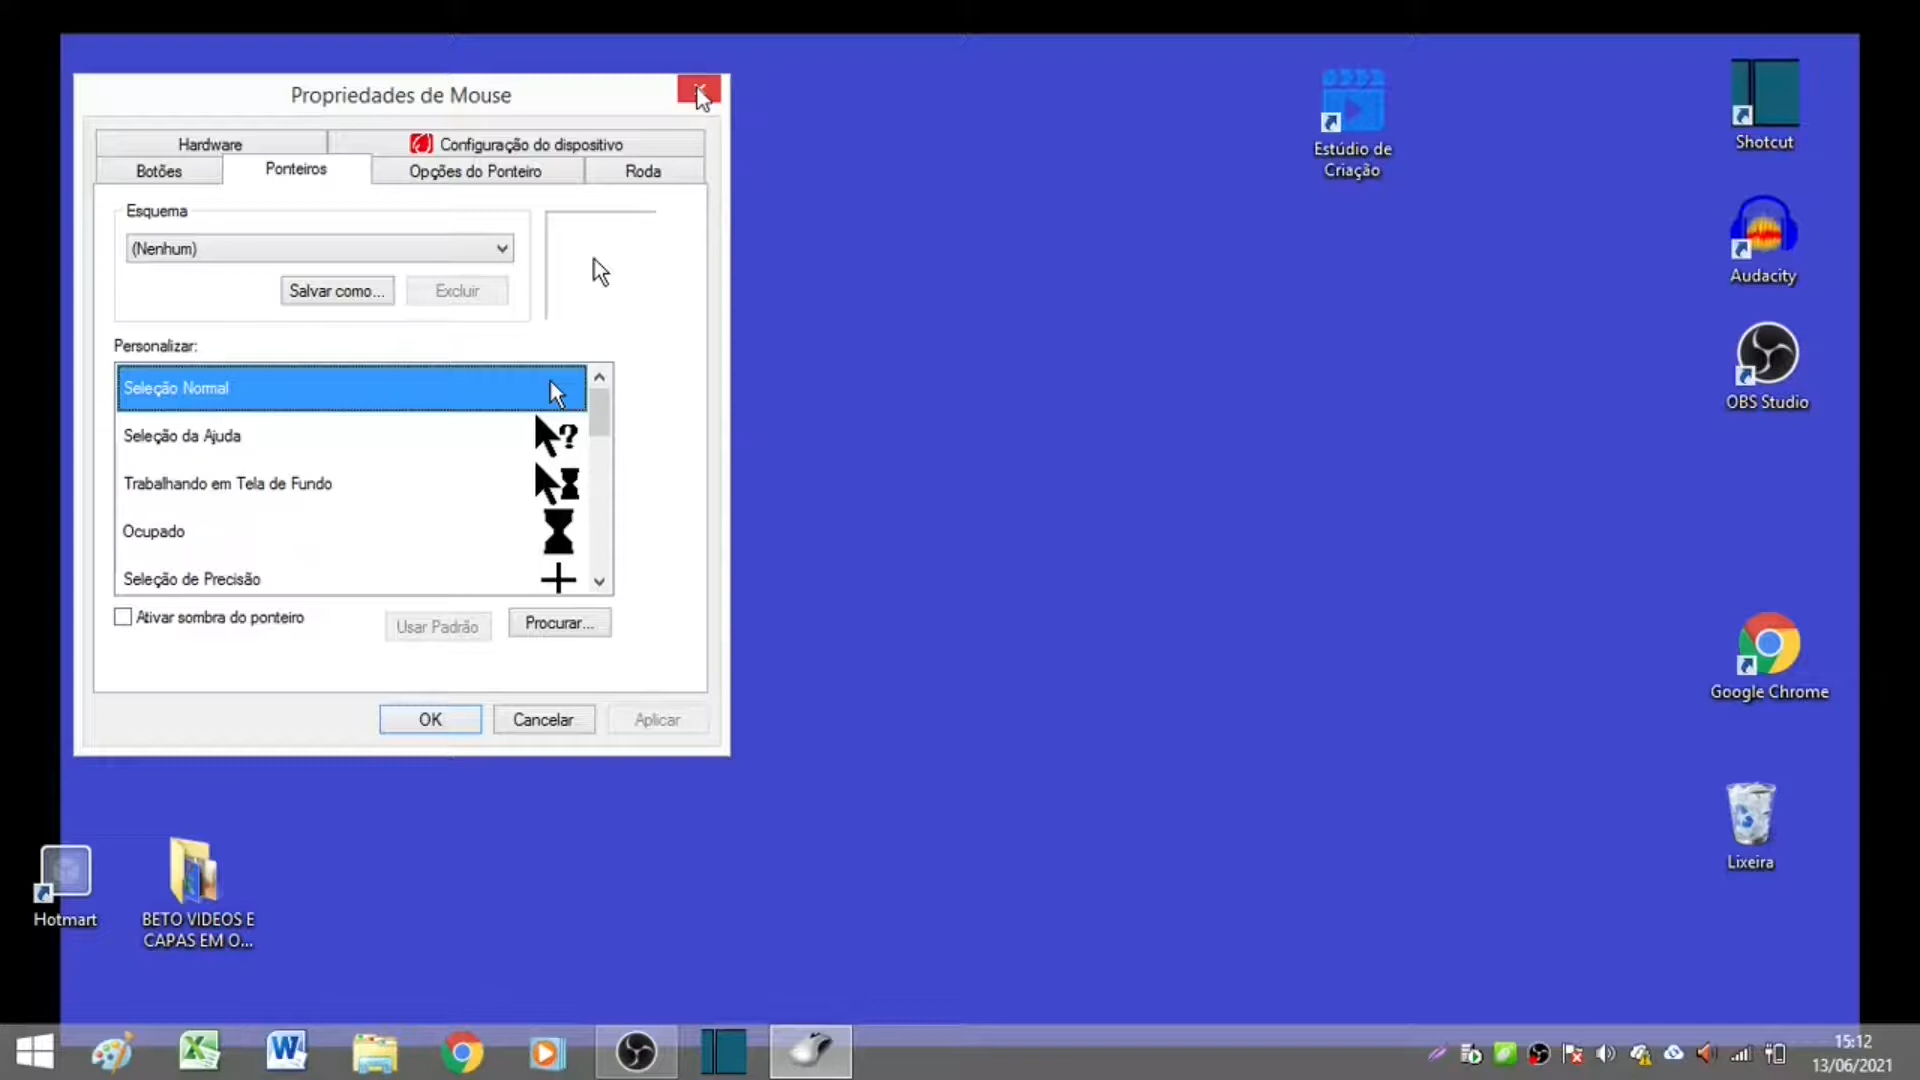 Propriedades de Mouse
Hardware
Configuração do dispositivo
Botões
Ponteiros
Opções do Ponteiro
Roda
Esquema
(Nenhum)
Salvar como...
Excluir
Personalizar:
Seleção Normal
Seleção da Ajuda
Trabalhando em Tela de Fundo
Ocupado
Seleção de Precisão
Ativar sombra do ponteiro
Usar Padrão
Procurar...
OK
Cancelar
Aplicar
Estúdio de
Criação
Shotcut
Audacity
OBS Studio
Google Chrome
Lixeira
Hotmart
BETO VIDEOS E
CAPAS EM O...
15:12
13/06/2021